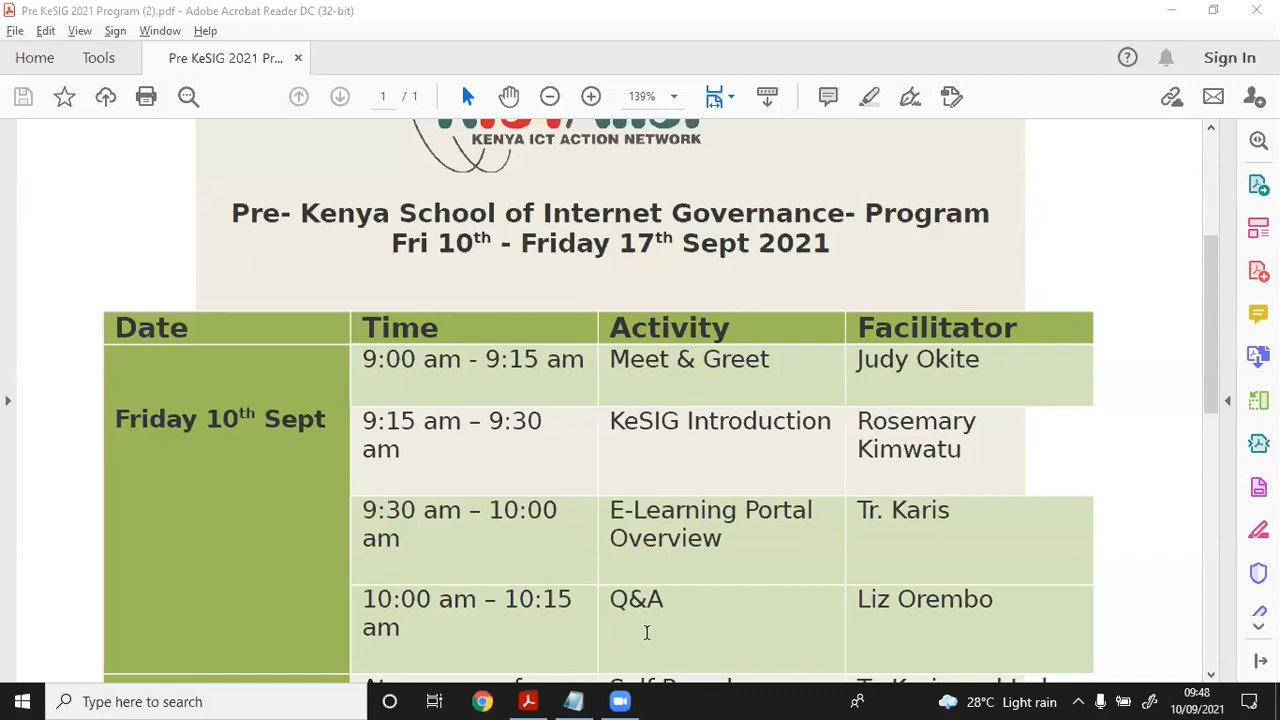 Pre KeSIG 2021 Program (2).pdf - Adobe Acrobat Reader DC (32-bit)
File Edit View Sign Window Help
Home Tools Pre KeSIG 2021 Pr... × Sign In
1 / 1 139%
KENYA ICT ACTION NETWORK
Pre- Kenya School of Internet Governance- Program
Fri 10th - Friday 17th Sept 2021
Date Time Activity Facilitator
9:00 am - 9:15 am Meet & Greet Judy Okite
Friday 10th Sept
9:15 am – 9:30 KeSIG Introduction Rosemary
am Kimwatu
9:30 am – 10:00 E-Learning Portal Tr. Karis
am Overview
10:00 am – 10:15 Q&A Liz Orembo
am
Type here to search 28°C Light rain 09:48
10/09/2021